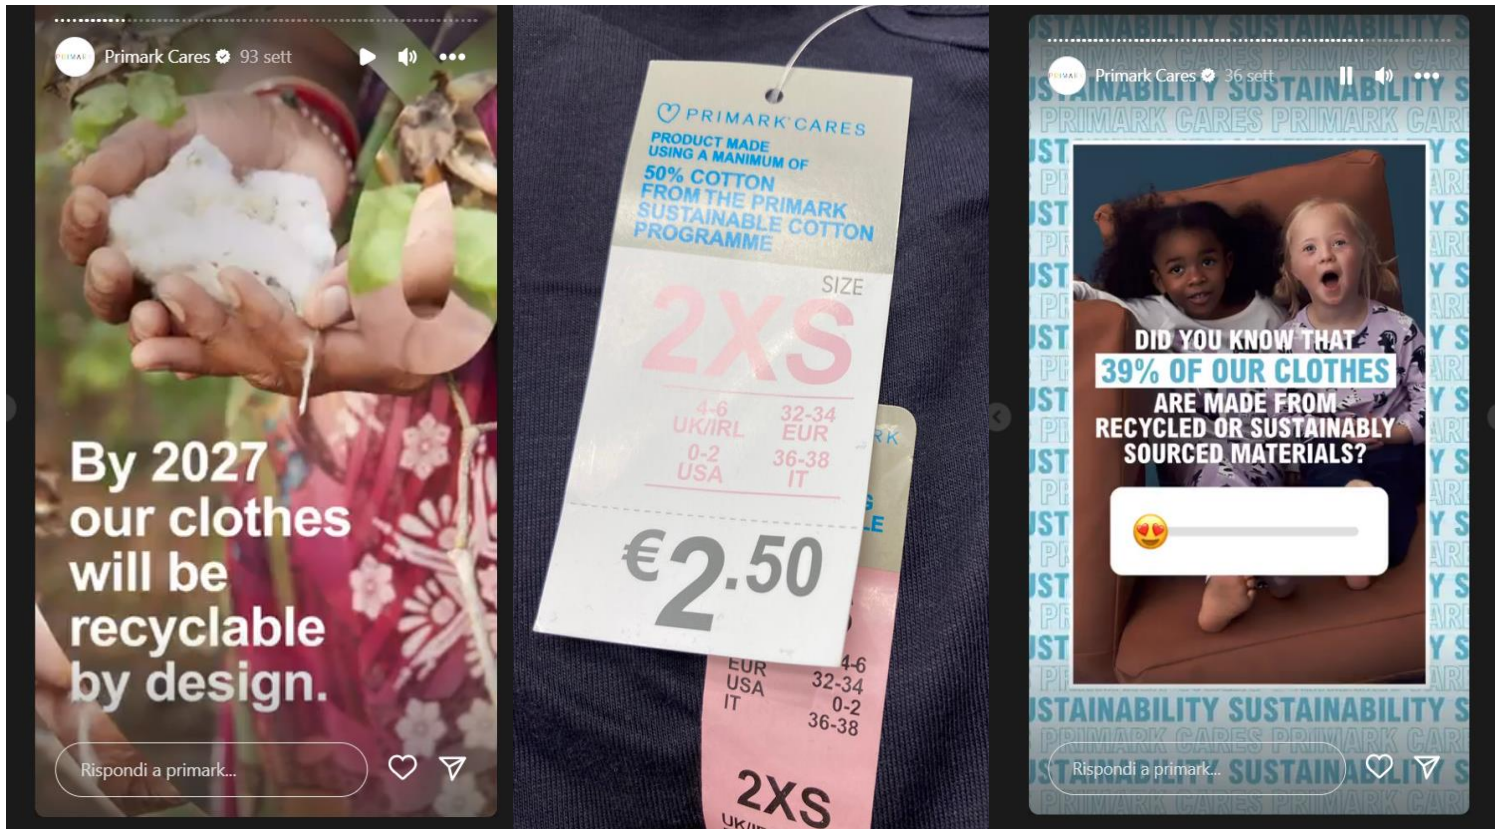 Primark Cares 93 sett
By 2027
our clothes
will be
recyclable
by design.
Rispondi a primark...
PRIMARK CARES
PRODUCT MADE
USING A MANIMUM OF
50% COTTON
FROM THE PRIMARK
SUSTAINABLE COTTON
PROGRAMME
SIZE
2XS
4-6 32-34
UK/IRL EUR
0-2 36-38
USA IT
€2.50
RK
LE
4-6
EUR 32-34
USA 0-2
IT 36-38
2XS
Primark Cares 36 sett
SUSTAINABILITY SUSTAINABILITY
PRIMARK CARES PRIMARK CARES
DID YOU KNOW THAT
39% OF OUR CLOTHES
ARE MADE FROM
RECYCLED OR SUSTAINABLY
SOURCED MATERIALS?
USTAINABILITY SUSTAINABILITY S
PRIMARK CARES PRIMARK CAR
Rispondi a primark...